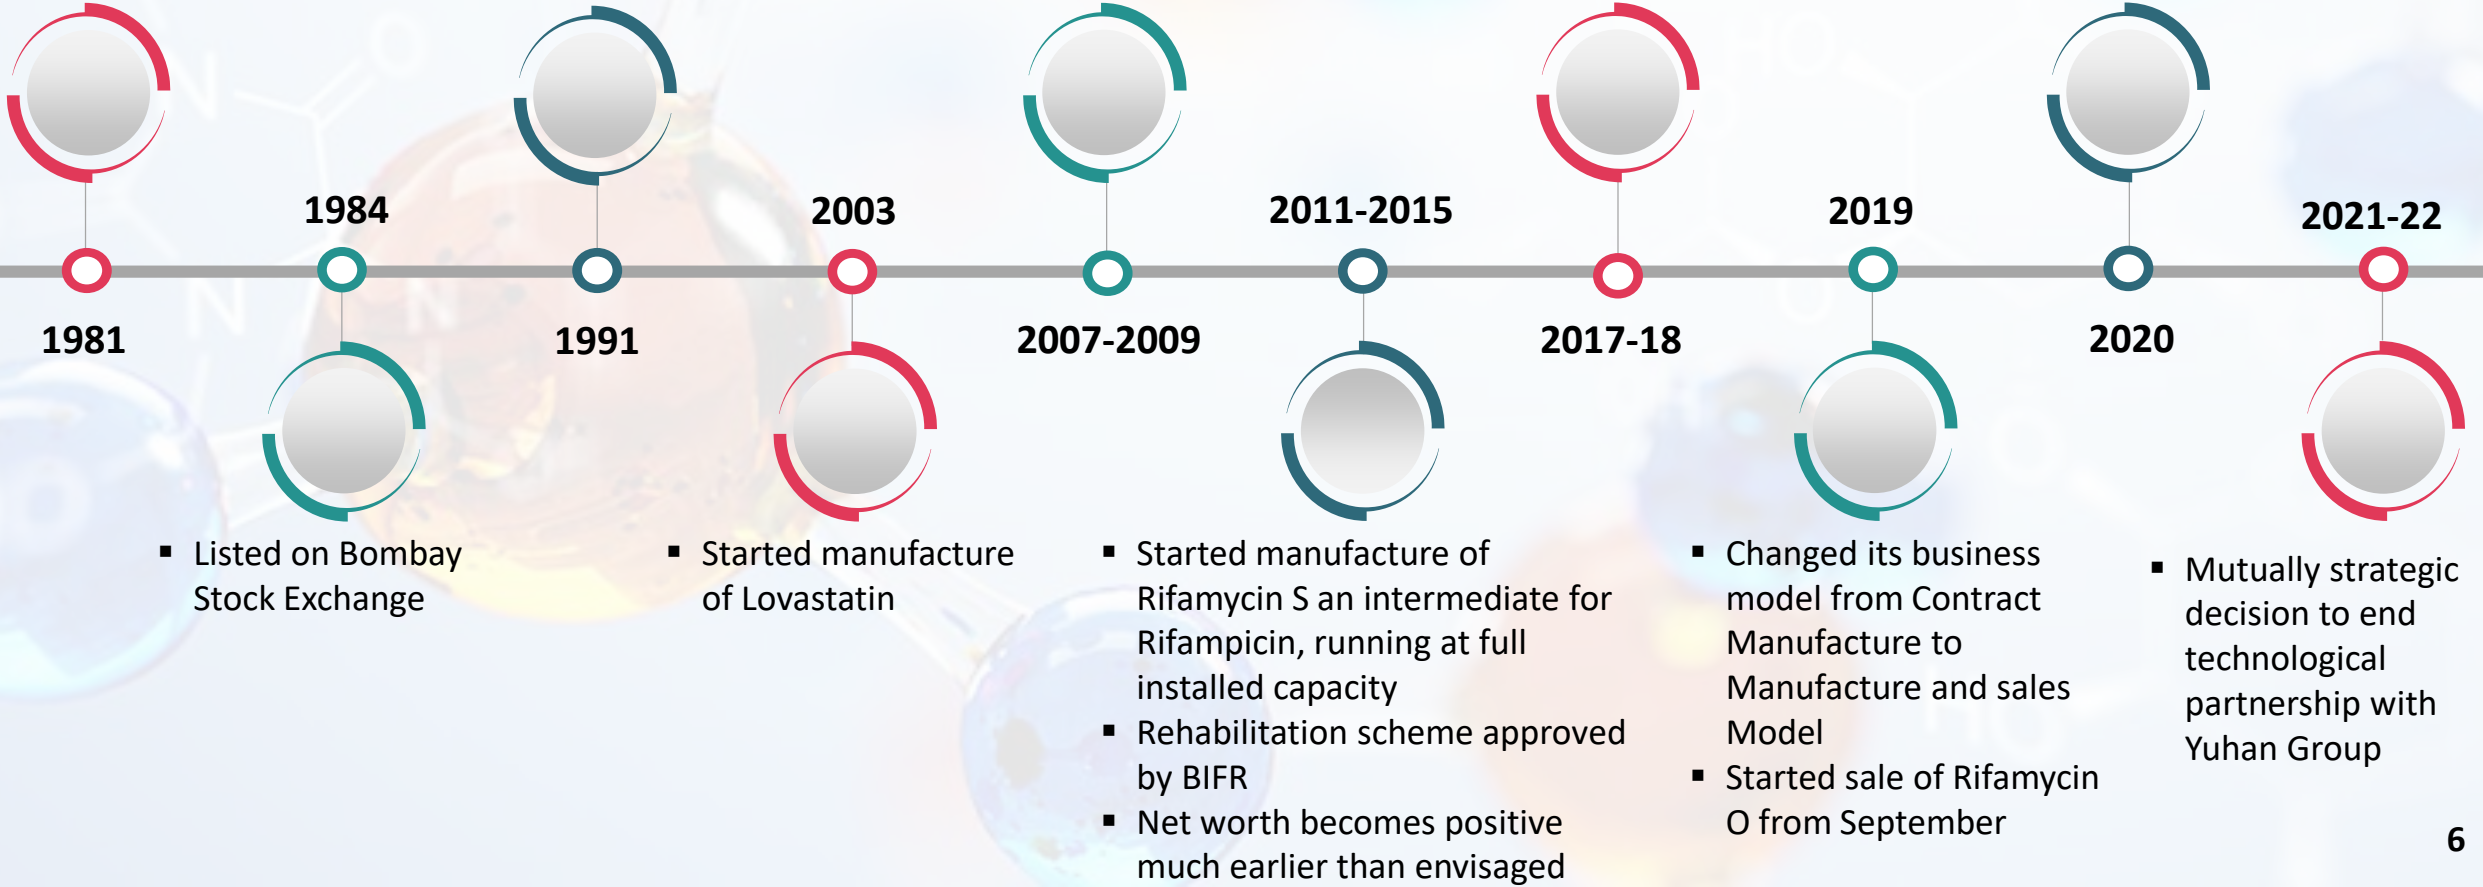 1984
2003
2011-2015
2019
2021-22
1981
1991
2007-2009
2017-18
2020
▪ Listed on Bombay
Stock Exchange
▪ Started manufacture
of Lovastatin
▪ Started manufacture of
Rifamycin S an intermediate for
Rifampicin, running at full
installed capacity
▪ Rehabilitation scheme approved
by BIFR
▪ Net worth becomes positive
much earlier than envisaged
▪ Changed its business
model from Contract
Manufacture to
Manufacture and sales
Model
▪ Started sale of Rifamycin
O from September
▪ Mutually strategic
decision to end
technological
partnership with
Yuhan Group
6